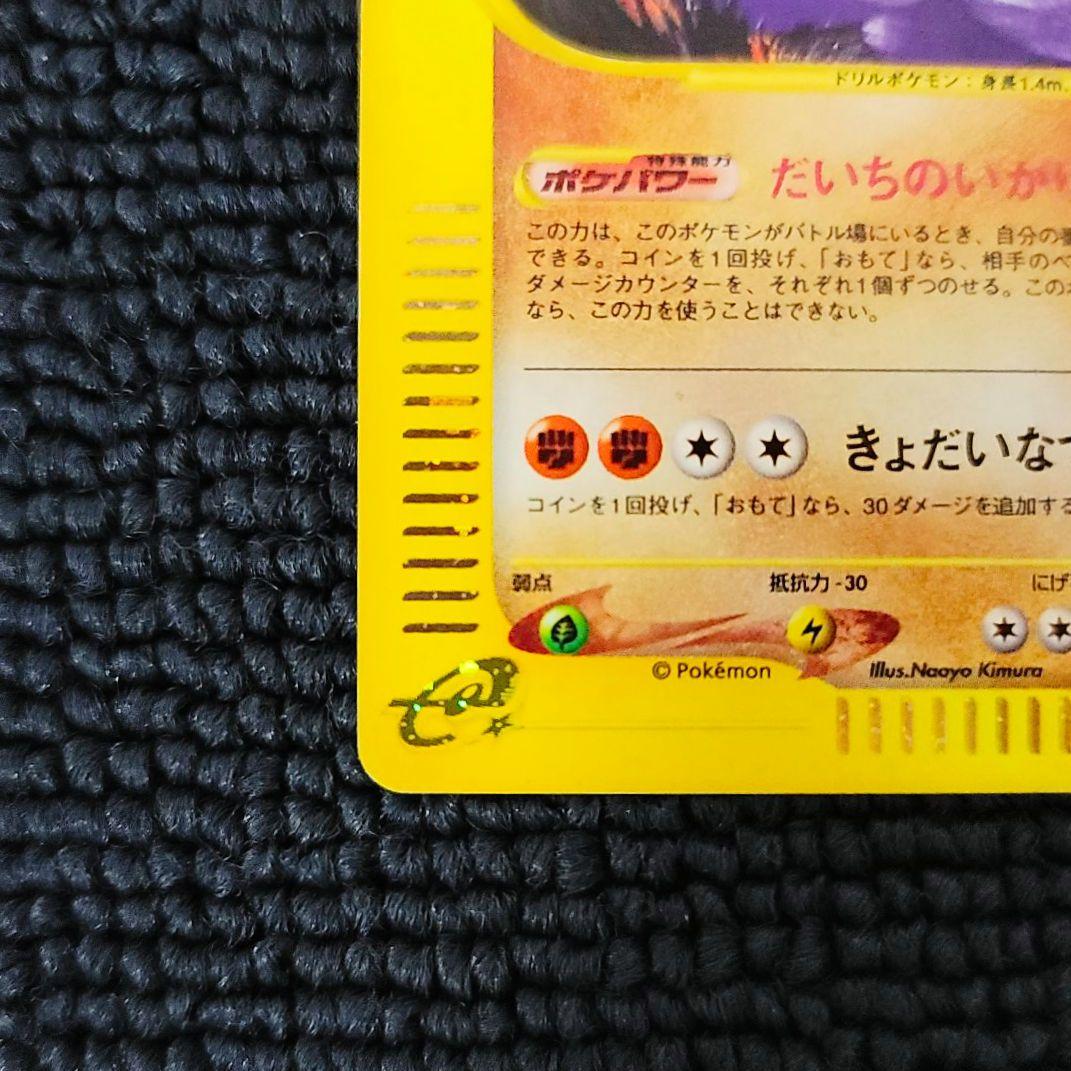 ドリルポケモン：身長1.4m、
特殊能力
ポケパワー だいちのいかり
この力は、このポケモンがバトル場にいるとき、自分の番
できる。コインを1回投げ、「おもて」なら、相手のベ
ダメージカウンターを、それぞれ1個ずつのせる。このポ
なら、この力を使うことはできない。
きょだいなつ
コインを1回投げ、「おもて」なら、30ダメージを追加する
弱点 抵抗力 -30 にげ
© Pokémon Illus.Naoyo Kimura
e